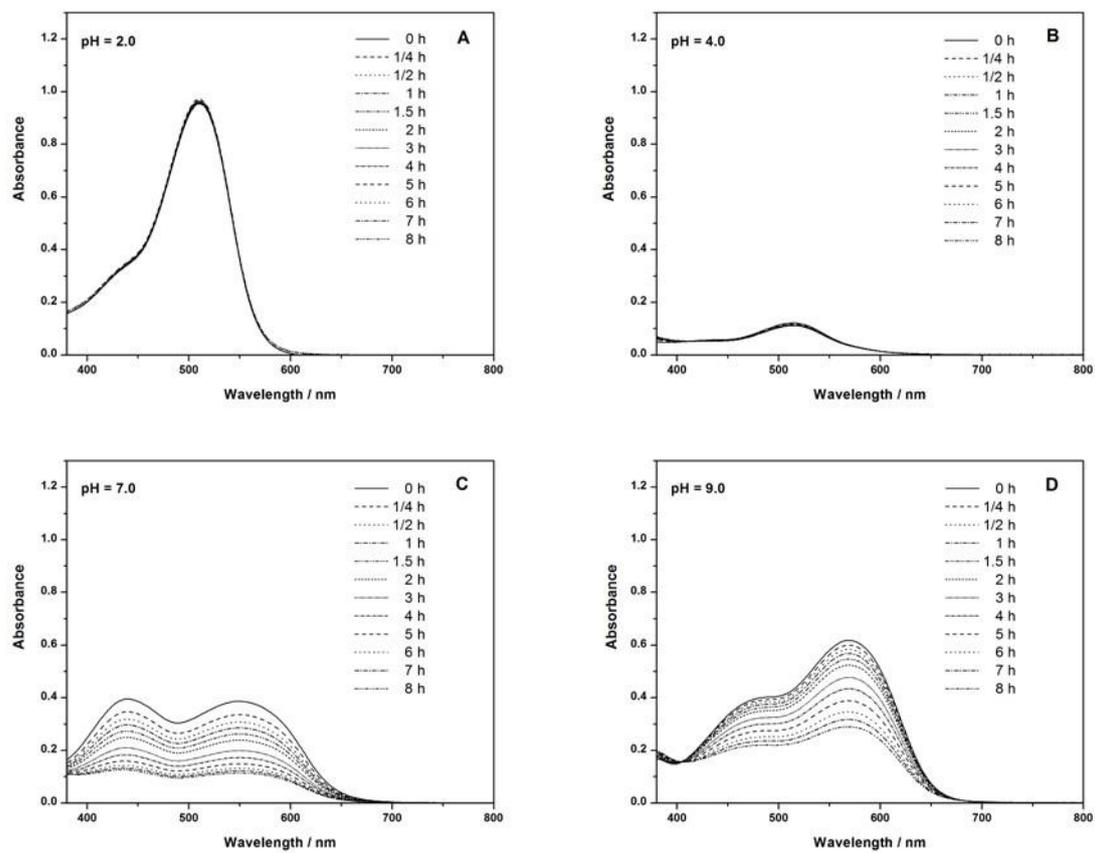 pH = 2.0
A
0 h
1/4 h
1/2 h
1 h
1.5 h
2 h
3 h
4 h
5 h
6 h
7 h
8 h
Absorbance
1.2
1.0
0.8
0.6
0.4
0.2
0.0
400 500 600 700 800
Wavelength / nm
pH = 4.0
B
0 h
1/4 h
1/2 h
1 h
1.5 h
2 h
3 h
4 h
5 h
6 h
7 h
8 h
Absorbance
1.2
1.0
0.8
0.6
0.4
0.2
0.0
400 500 600 700 800
Wavelength / nm
pH = 7.0
C
0 h
1/4 h
1/2 h
1 h
1.5 h
2 h
3 h
4 h
5 h
6 h
7 h
8 h
Absorbance
1.2
1.0
0.8
0.6
0.4
0.2
0.0
400 500 600 700 800
Wavelength / nm
pH = 9.0
D
0 h
1/4 h
1/2 h
1 h
1.5 h
2 h
3 h
4 h
5 h
6 h
7 h
8 h
Absorbance
1.2
1.0
0.8
0.6
0.4
0.2
0.0
400 500 600 700 800
Wavelength / nm